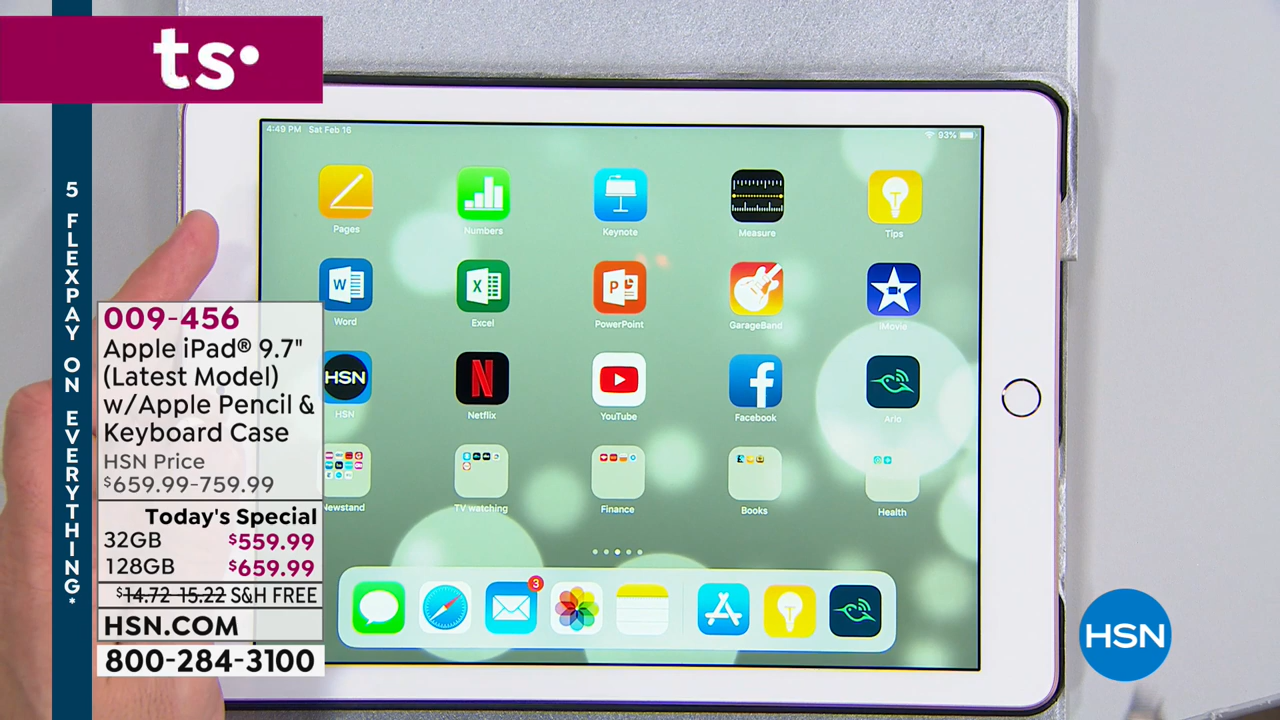 ts.
5 FLEXPAY ON EVERYTHING*
009-456
Apple iPad® 9.7"
(Latest Model)
w/Apple Pencil &
Keyboard Case
HSN Price
$659.99-759.99
Today's Special
32GB $559.99
128GB $659.99
$14.72-15.22 S&H FREE
HSN.COM
800-284-3100
4:49 PM Sat Feb 16
93%
Pages Numbers Keynote Measure Tips
W X P
Word Excel PowerPoint GarageBand iMovie
HSN N f
HSN Netflix YouTube Facebook Arlo
Newstand TV watching Finance Books Health
3
HSN